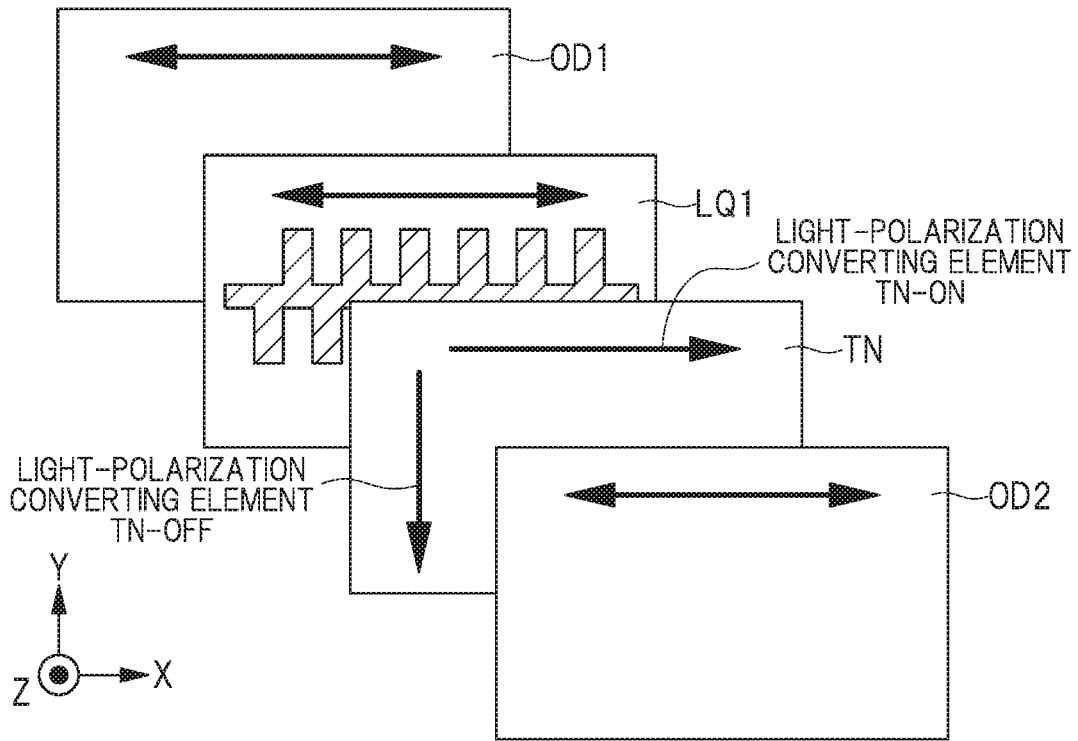 OD1
LQ1
LIGHT-POLARIZATION
CONVERTING ELEMENT
TN-ON
TN
LIGHT-POLARIZATION
CONVERTING ELEMENT
TN-OFF
OD2
Y
Z
X